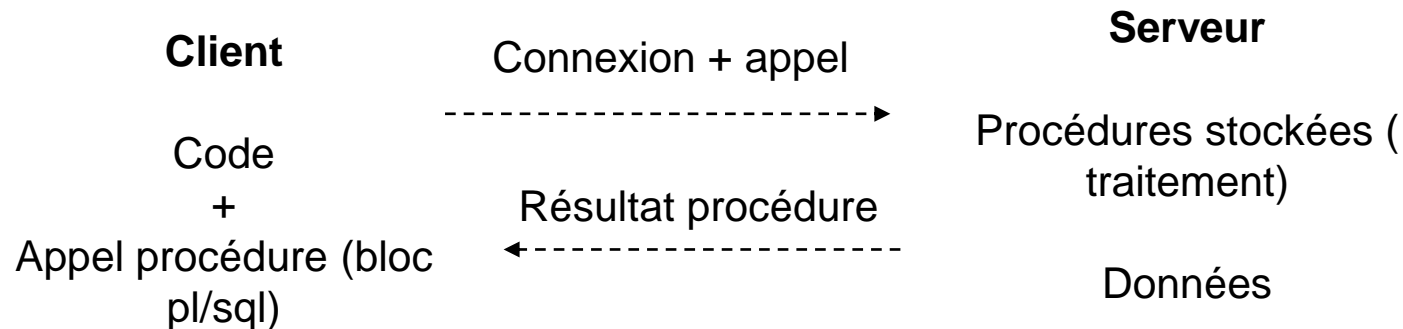 Client
Code
+
Appel procédure (bloc
pl/sql)
Connexion + appel
Résultat procédure
Serveur
Procédures stockées (
traitement)
Données